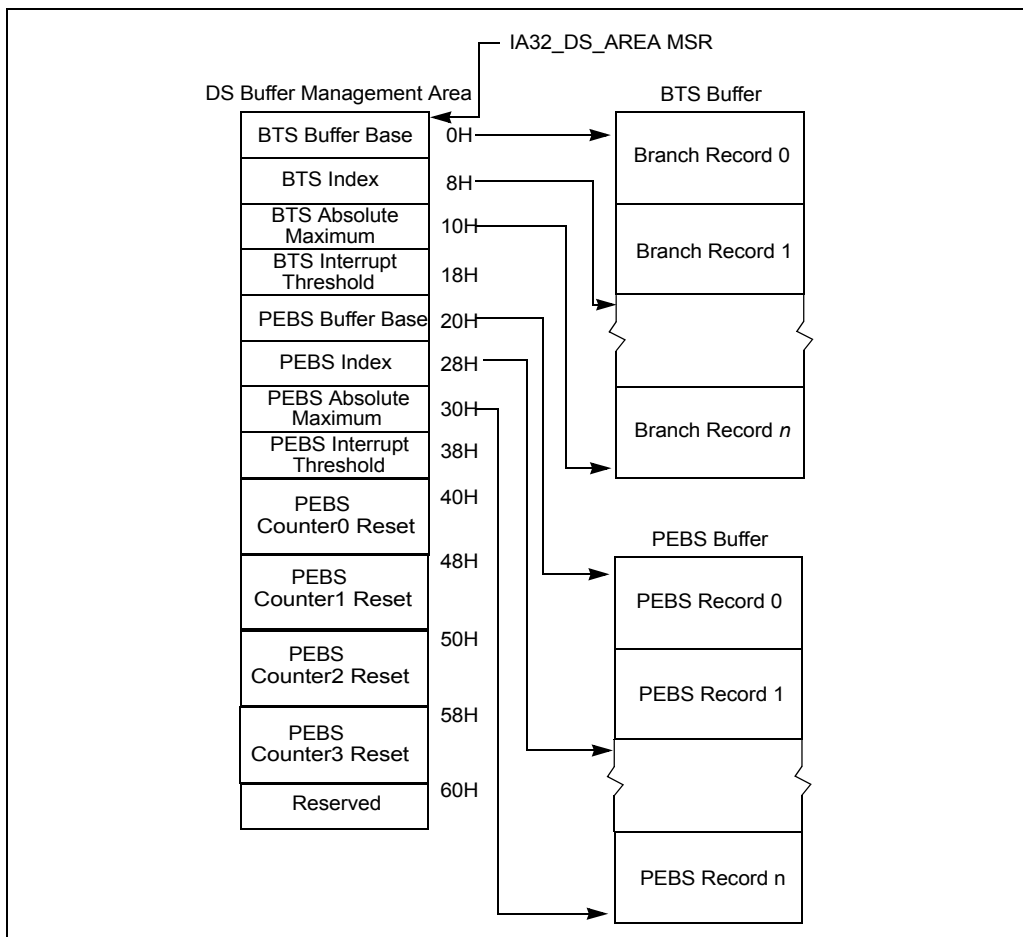 IA32_DS_AREA MSR
DS Buffer Management Area
BTS Buffer Base
0H
BTS Index
8H
BTS Absolute
Maximum
10H
BTS Interrupt
Threshold
18H
PEBS Buffer Base
20H
PEBS Index
28H
PEBS Absolute
Maximum
30H
PEBS Interrupt
Threshold
38H
PEBS
Counter0 Reset
40H
PEBS
Counter1 Reset
48H
PEBS
Counter2 Reset
50H
PEBS
Counter3 Reset
58H
Reserved
60H
BTS Buffer
Branch Record 0
Branch Record 1
Branch Record n
PEBS Buffer
PEBS Record 0
PEBS Record 1
PEBS Record n